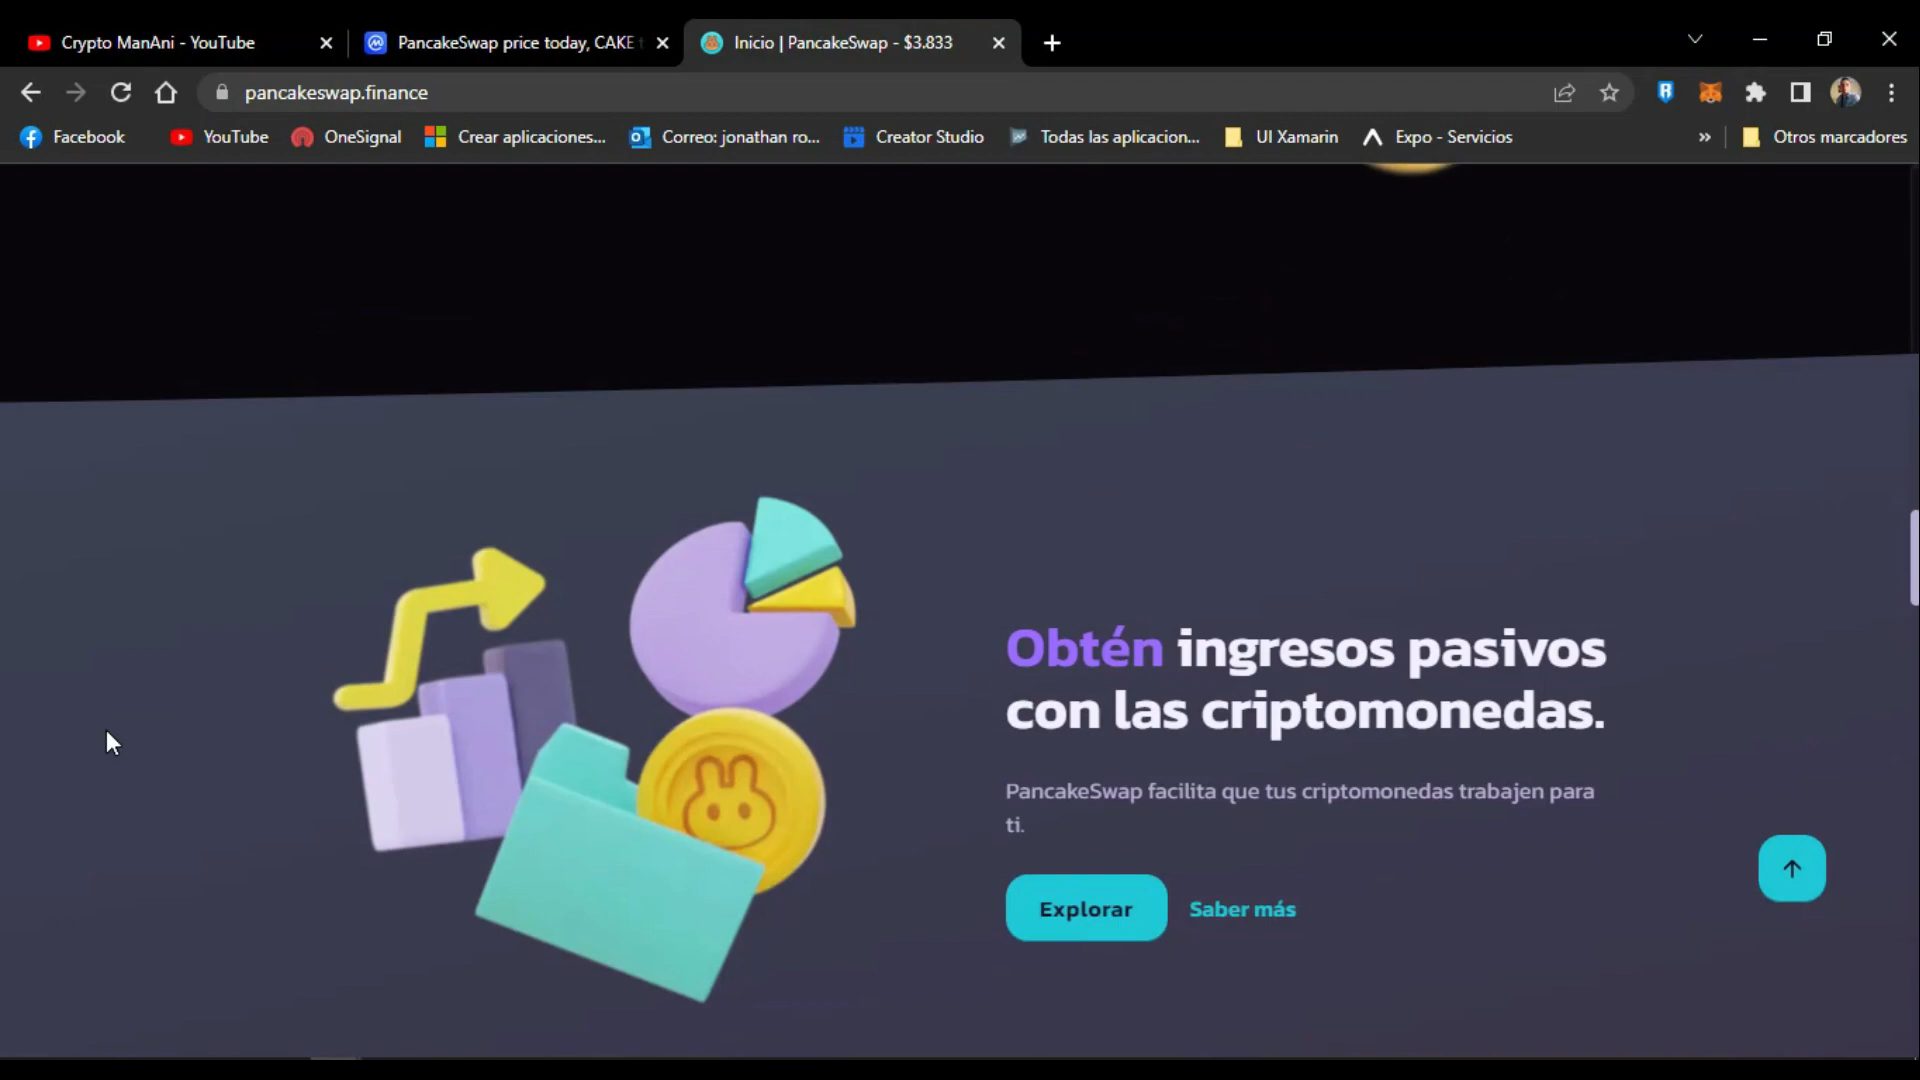 Crypto ManAni - YouTube
PancakeSwap price today, CAKE
Inicio | PancakeSwap - $3.833
pancakeswap.finance
Facebook
YouTube
OneSignal
Crear aplicaciones...
Correo: jonathan ro...
Creator Studio
Todas las aplicacion...
UI Xamarin
Expo - Servicios
»
Otros marcadores
Obtén ingresos pasivos
con las criptomonedas.
PancakeSwap facilita que tus criptomonedas trabajen para
ti.
Explorar
Saber más